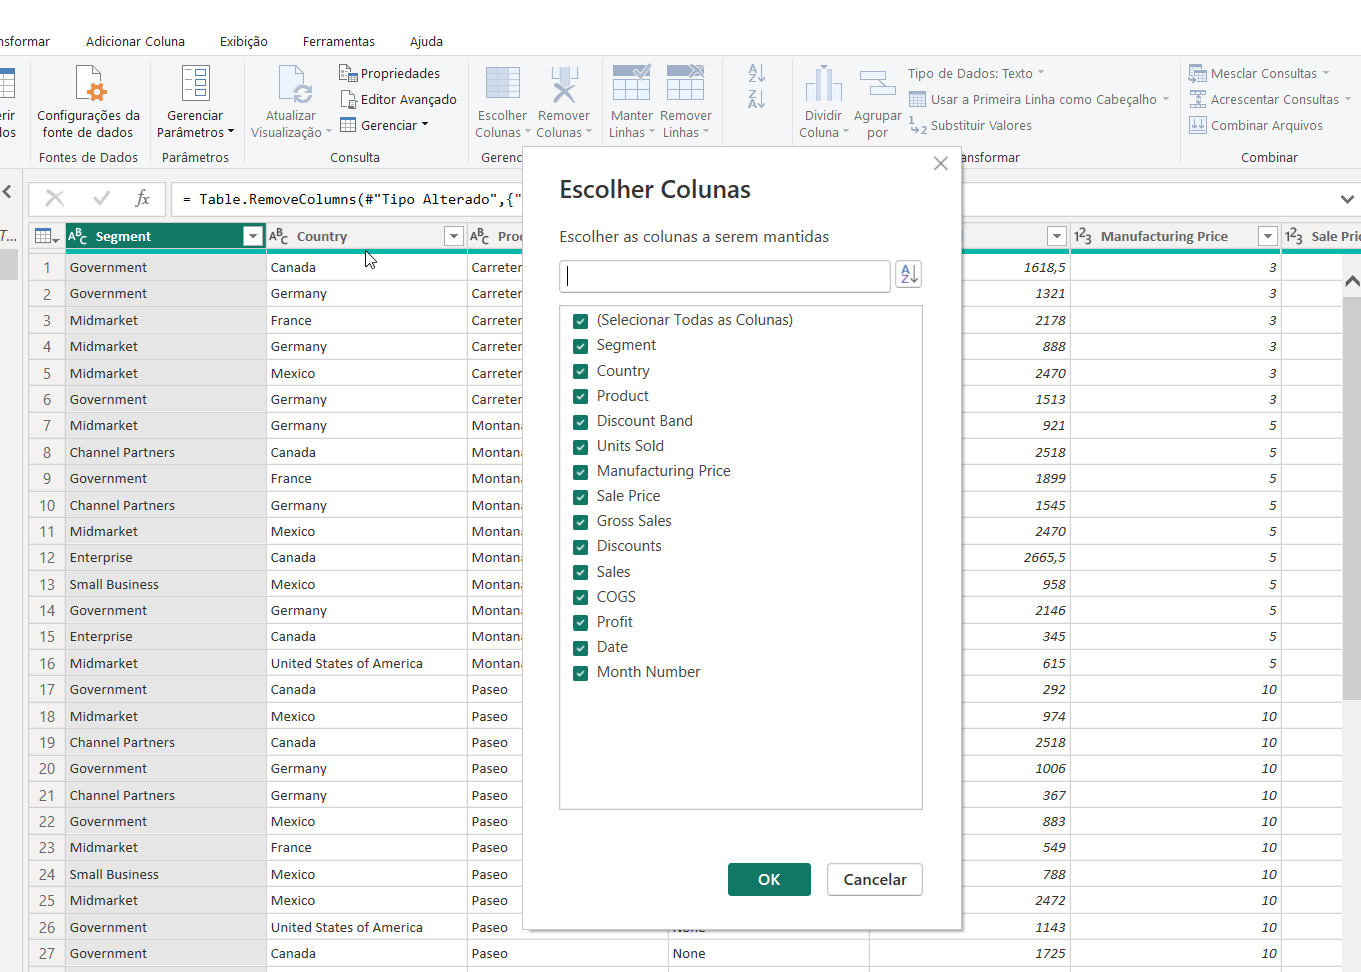 nsformar Adicionar Coluna Exibição Ferramentas Ajuda
Propriedades
Editor Avançado
Gerenciar
Configurações da
fonte de dados
Fontes de Dados
Gerenciar
Parâmetros
Parâmetros
Atualizar
Visualização
Consulta
Escolher
Colunas
Remover
Colunas
Gerenc
Manter
Linhas
Remover
Linhas
Dividir
Coluna
Agrupar
por
Tipo de Dados: Texto
Usar a Primeira Linha como Cabeçalho
Substituir Valores
ansformar
Mesclar Consultas
Acrescentar Consultas
Combinar Arquivos
Combinar
= Table.RemoveColumns(#"Tipo Alterado",{"
T...
Segment Country Proc Manufacturing Price Sale Pric
1 Government Canada Carreter 1618,5 3
2 Government Germany Carreter 1321 3
3 Midmarket France Carreter 2178 3
4 Midmarket Germany Carreter 888 3
5 Midmarket Mexico Carreter 2470 3
6 Government Germany Carreter 1513 3
7 Midmarket Germany Montana 921 5
8 Channel Partners Canada Montana 2518 5
9 Government France Montana 1899 5
10 Channel Partners Germany Montana 1545 5
11 Midmarket Mexico Montana 2470 5
12 Enterprise Canada Montana 2665,5 5
13 Small Business Mexico Montana 958 5
14 Government Germany Montana 2146 5
15 Enterprise Canada Montana 345 5
16 Midmarket United States of America Montana 615 5
17 Government Canada Paseo 292 10
18 Midmarket Mexico Paseo 974 10
19 Channel Partners Canada Paseo 2518 10
20 Government Germany Paseo 1006 10
21 Channel Partners Germany Paseo 367 10
22 Government Mexico Paseo 883 10
23 Midmarket France Paseo 549 10
24 Small Business Mexico Paseo 788 10
25 Midmarket Mexico Paseo 2472 10
26 Government United States of America Paseo None 1143 10
27 Government Canada Paseo None 1725 10
Escolher Colunas
Escolher as colunas a serem mantidas
(Selecionar Todas as Colunas)
Segment
Country
Product
Discount Band
Units Sold
Manufacturing Price
Sale Price
Gross Sales
Discounts
Sales
COGS
Profit
Date
Month Number
OK Cancelar